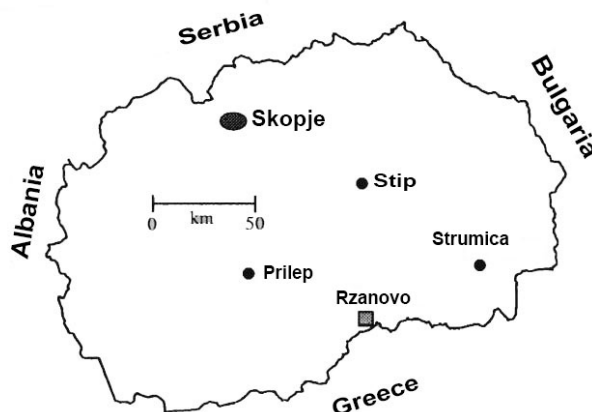 Serbia
Bulgaria
Skopje
Albania
Stip
km
0 50
Strumica
Prilep
Rzanovo
Greece